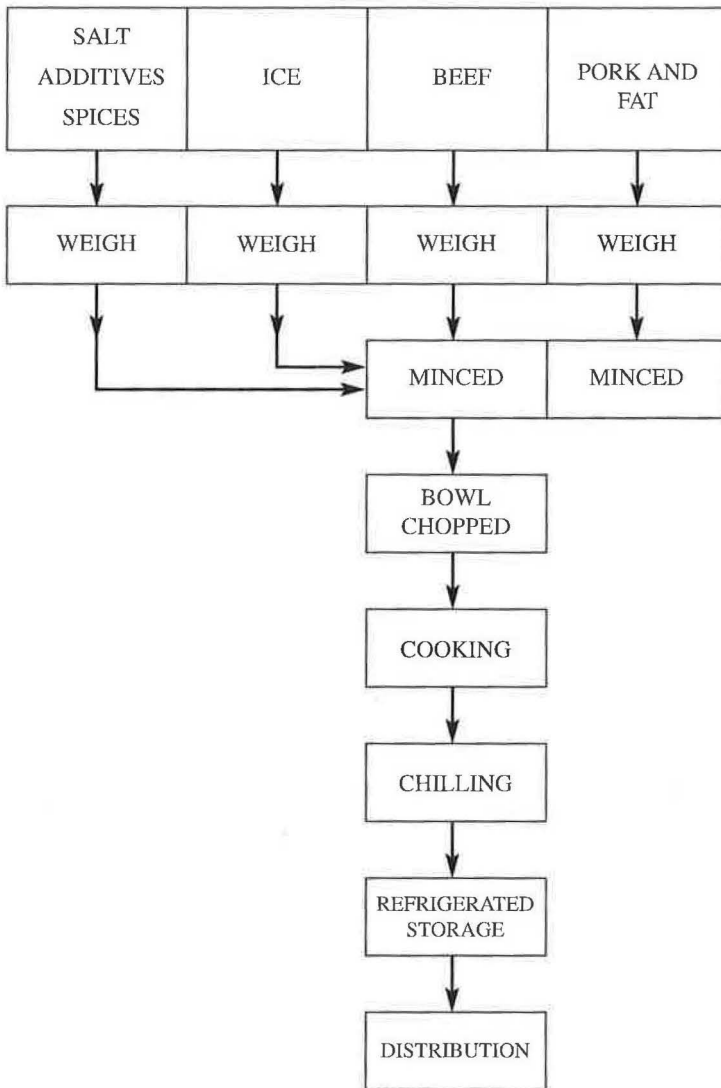 SALT
ADDITIVES
SPICES
ICE
BEEF
PORK AND
FAT
WEIGH
WEIGH
WEIGH
WEIGH
MINCED
MINCED
BOWL
CHOPPED
COOKING
CHILLING
REFRIGERATED
STORAGE
DISTRIBUTION